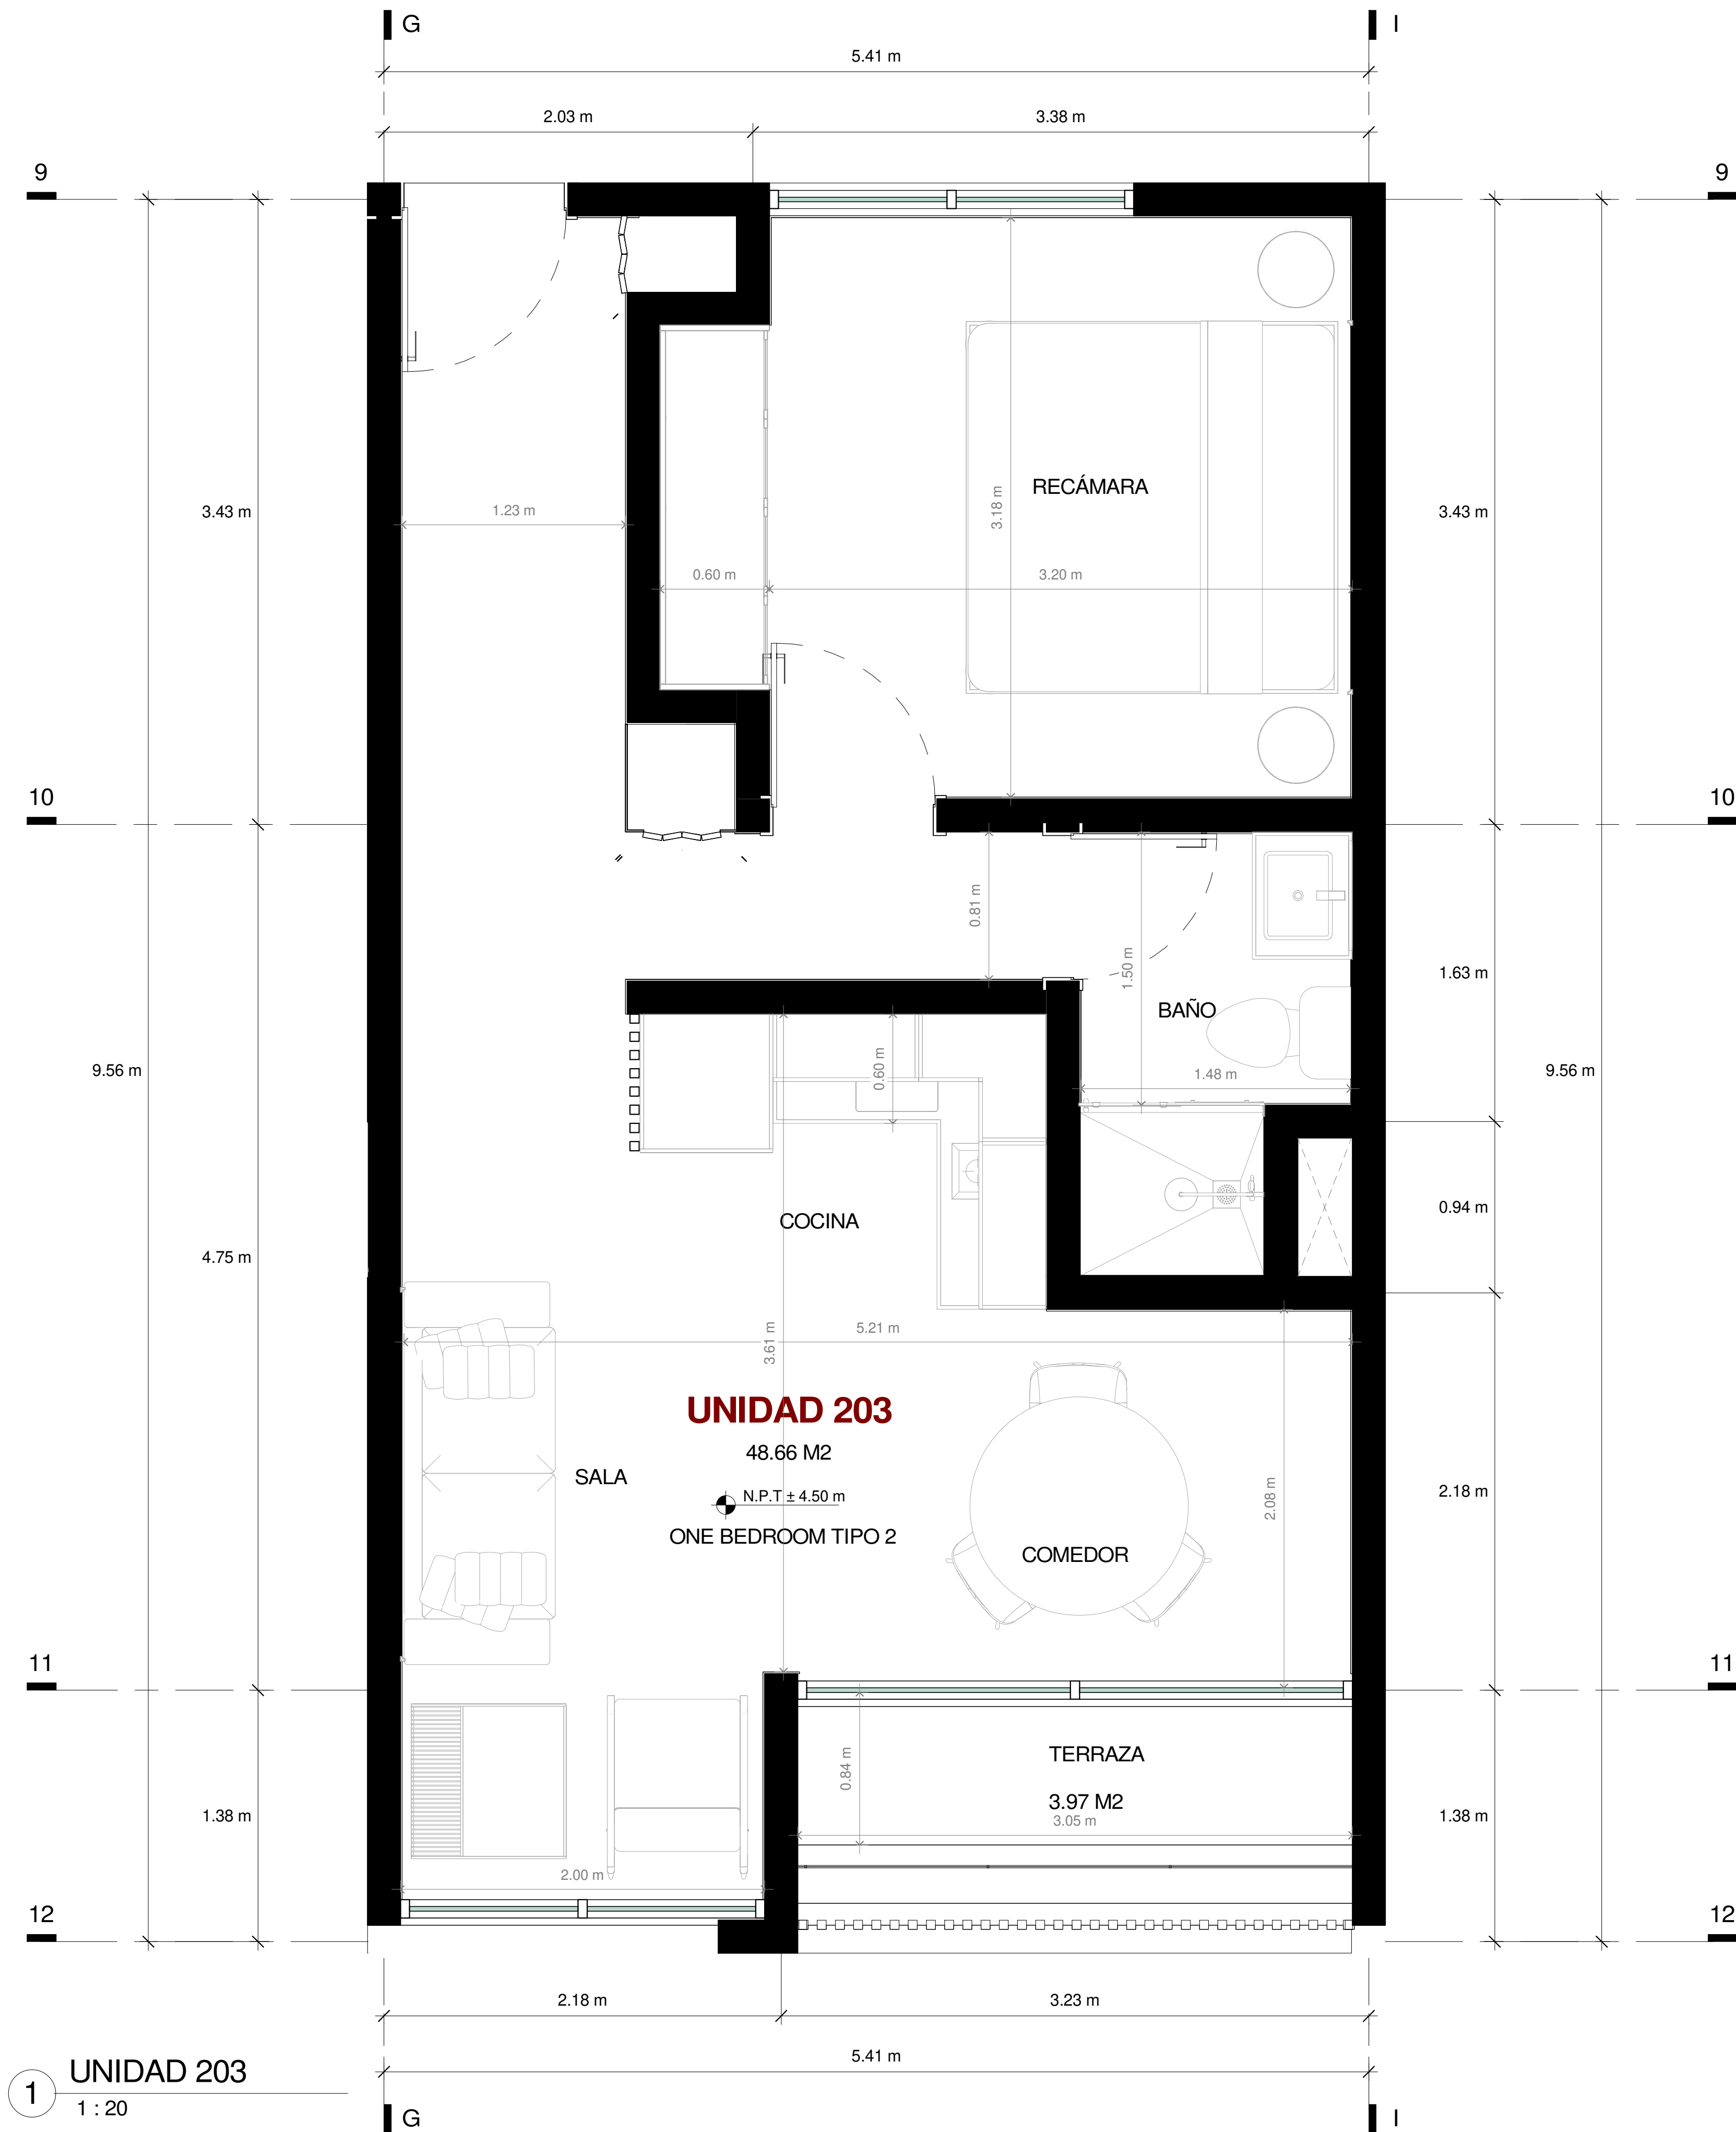 G
I
5.41 m
2.03 m
3.38 m
9
9
3.43 m
RECÁMARA
3.18 m
3.43 m
1.23 m
0.60 m
3.20 m
10
10
0.81 m
1.50 m
1.63 m
BAÑO
9.56 m
0.60 m
1.48 m
9.56 m
COCINA
0.94 m
4.75 m
5.21 m
3.61 m
UNIDAD 203
48.66 M2
SALA
N.P.T ± 4.50 m
2.08 m
2.18 m
ONE BEDROOM TIPO 2
COMEDOR
11
11
TERRAZA
0.84 m
3.97 M2
1.38 m
3.05 m
1.38 m
2.00 m
12
12
2.18 m
3.23 m
5.41 m
1
UNIDAD 203
1 : 20
G
I